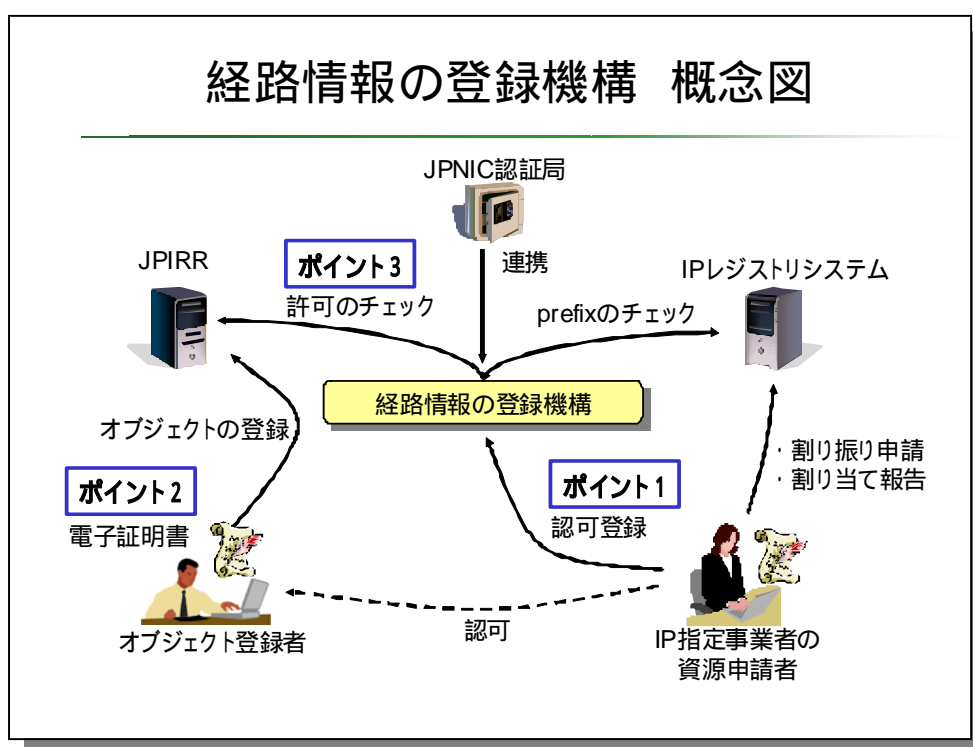 経路情報の登録機構 概念図
JPNIC認証局
連携
JPIRR
ポイント3
許可のチェック
IPレジストリシステム
prefixのチェック
経路情報の登録機構
オブジェクトの登録
・割り振り申請
・割り当て報告
ポイント2
電子証明書
ポイント1
認可登録
オブジェクト登録者
認可
IP指定事業者の
資源申請者